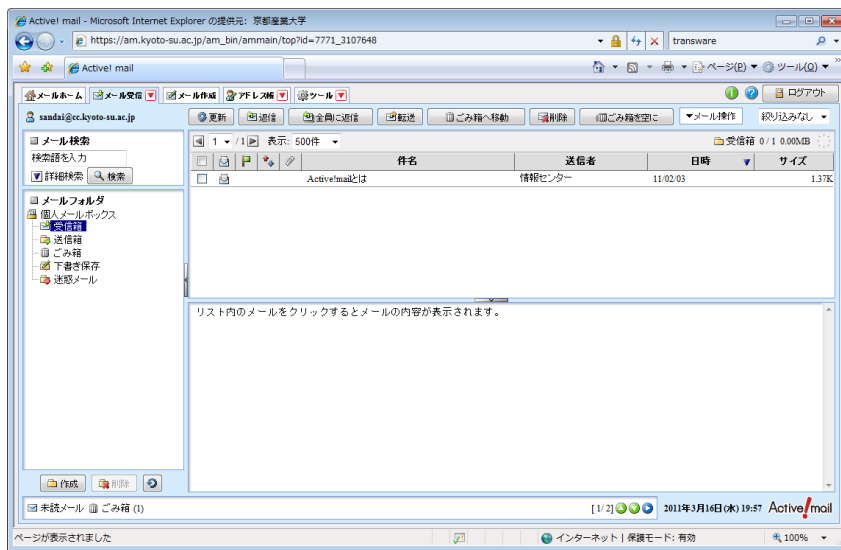 Active! mail - Microsoft Internet Explorer の提供元: 京都産業大学
https://am.kyoto-su.ac.jp/am_bin/ammain/top?id=7771_3107648
transware
Active! mail
ページ(P) ツール(O) »
メールホーム メール受信 メール作成 アドレス帳 ツール ログアウト
sandai@cc.kyoto-su.ac.jp 更新 返信 全員に返信 転送 ごみ箱へ移動 削除 ごみ箱を空に ▼メール操作 絞り込みなし
メール検索
検索語を入力
詳細検索 検索
1 /1 表示: 500件 受信箱 0 / 1 0.00MB
件名 送信者 日時 ▼ サイズ
Active!mailとは 情報センター 11/02/03 1.37K
メールフォルダ
個人メールボックス
受信箱
送信箱
ごみ箱
下書き保存
迷惑メール
リスト内のメールをクリックするとメールの内容が表示されます。
作成 削除
未読メール ごみ箱 (1) [1/ 2] 2011年3月16日(水) 19:57 Active! mail
ページが表示されました インターネット | 保護モード: 有効 100%